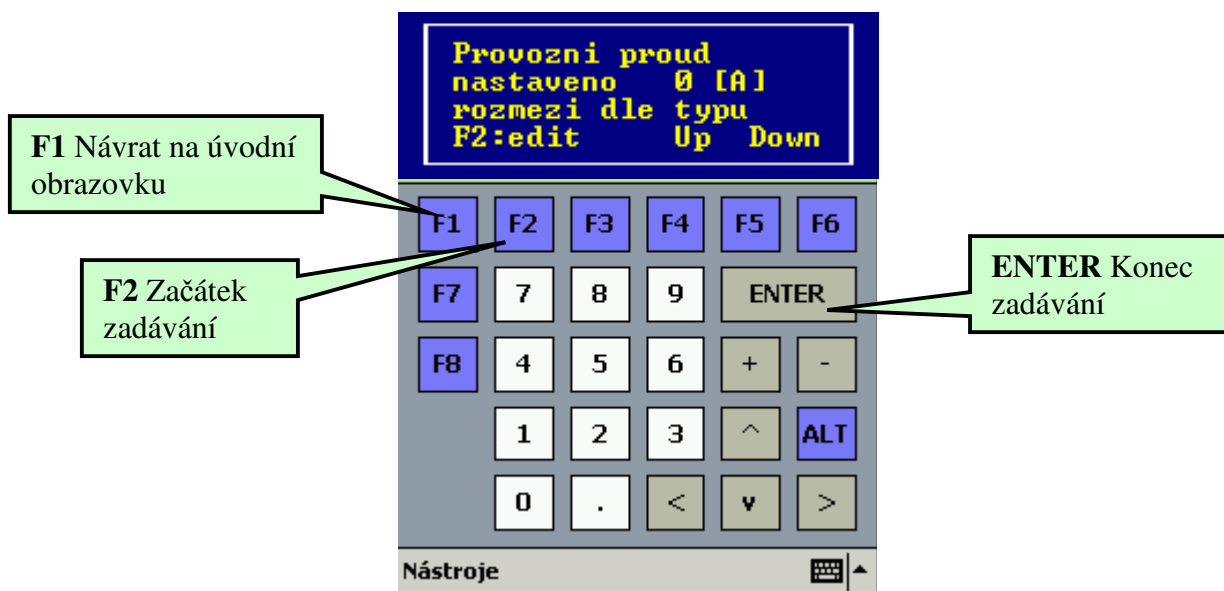 Provozni proud
nastaveno 0 [A]
rozmezi dle typu
F2:edit Up Down
F1 Návrat na úvodní
obrazovku
F1 F2 F3 F4 F5 F6
F2 Začátek
zadávání
ENTER Konec
zadávání
F7 7 8 9 ENTER
F8 4 5 6 + -
1 2 3 ^ ALT
0 . < v >
Nástroje